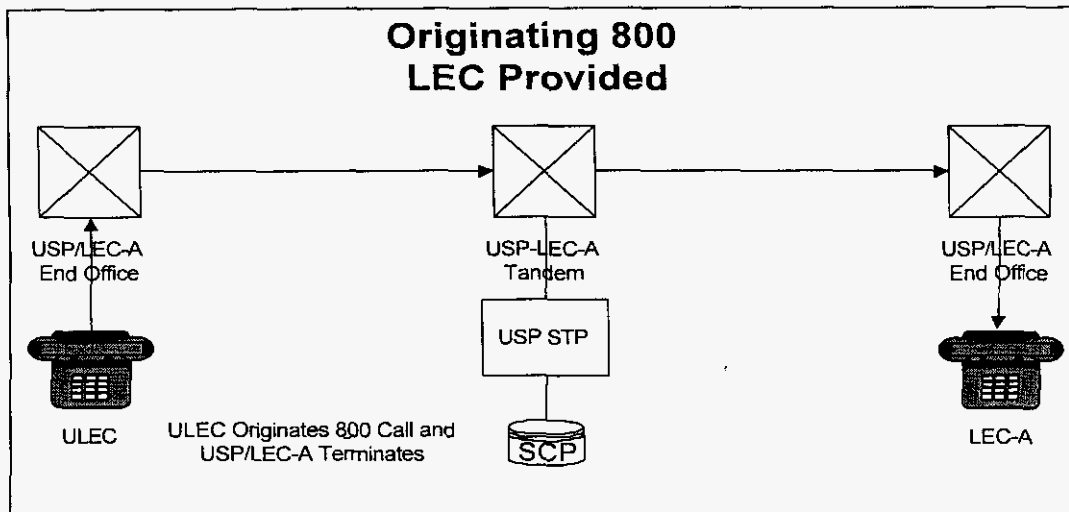 Originating 800
LEC Provided
USP/LEC-A
End Office
USP-LEC-A
Tandem
USP/LEC-A
End Office
USP STP
ULEC
ULEC Originates 800 Call and
USP/LEC-A Terminates
SCP
LEC-A